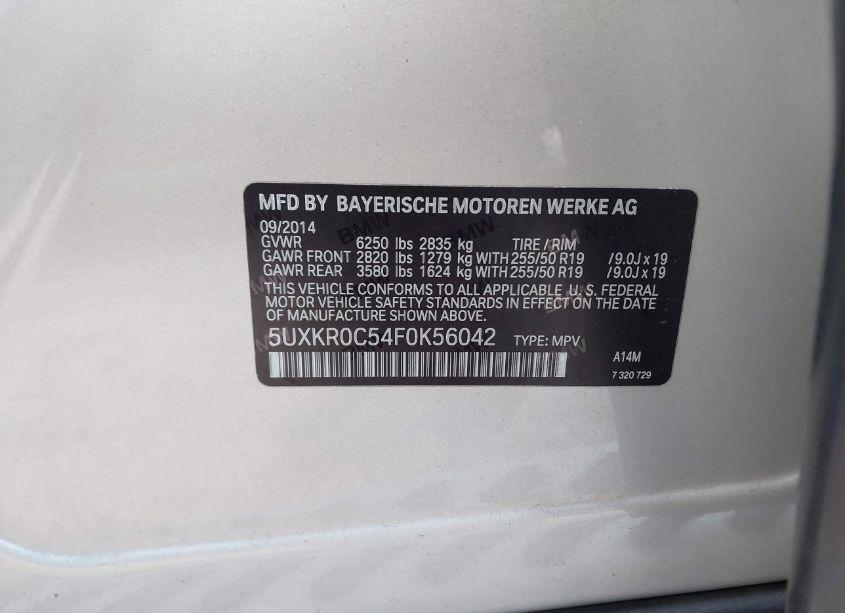 MFD BY BAYERISCHE MOTOREN WERKE AG
09/2014
GVWR 6250 lbs 2835 kg TIRE / RIM
GAWR FRONT 2820 lbs 1279 kg WITH 255/50 R19 / 9.0J x 19
GAWR REAR 3580 lbs 1624 kg WITH 255/50 R19 / 9.0J x 19
THIS VEHICLE CONFORMS TO ALL APPLICABLE U. S. FEDERAL
MOTOR VEHICLE SAFETY STANDARDS IN EFFECT ON THE DATE
OF MANUFACTURE SHOWN ABOVE.
5UXKR0C54F0K56042 TYPE: MPV
A14M
7 320 729